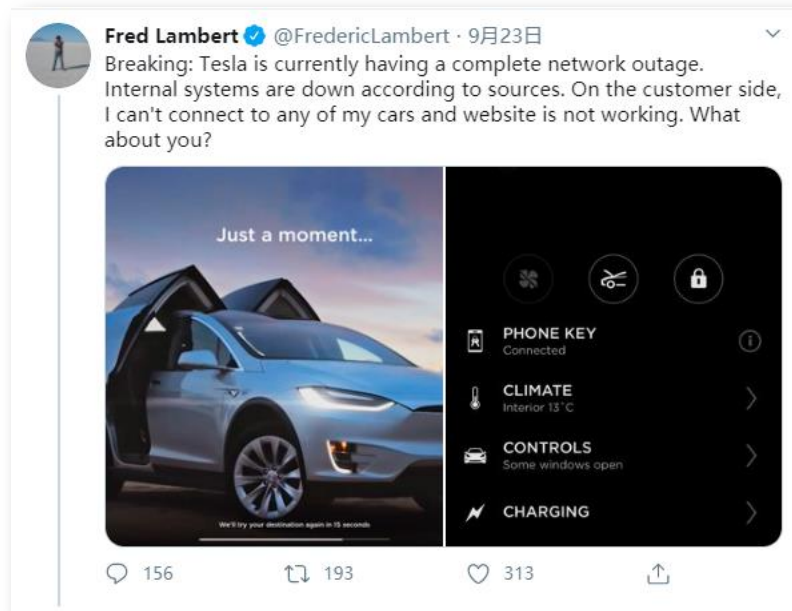 Fred Lambert @FredericLambert · 9月23日
Breaking: Tesla is currently having a complete network outage.
Internal systems are down according to sources. On the customer side,
I can't connect to any of my cars and website is not working. What
about you?
Just a moment...
We'll try your destination again in 15 seconds
PHONE KEY
Connected
CLIMATE
Interior 13°C
CONTROLS
Some windows open
CHARGING
156 193 313